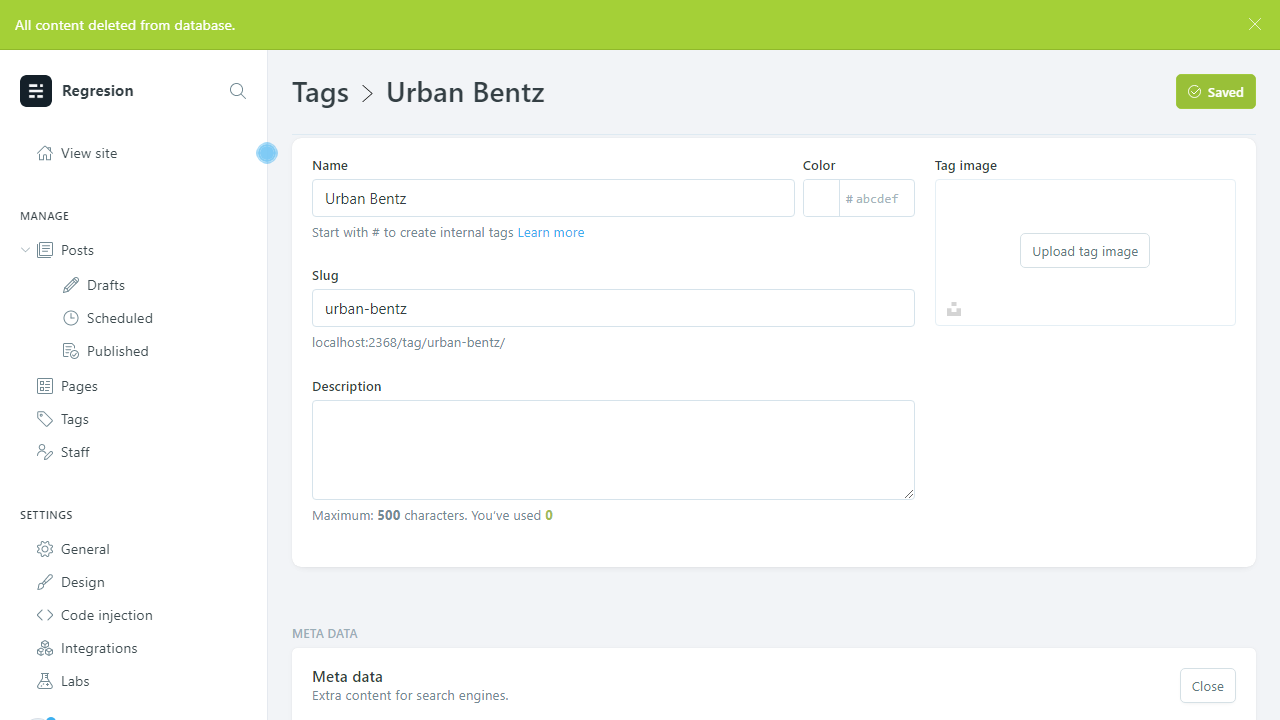 All content deleted from database.
Regresion
Tags
Urban Bentz
Saved
View site
Name
Color
Tag image
Urban Bentz
# abcdef
Start with # to create internal tags Learn more
Upload tag image
MANAGE
Posts
Drafts
Scheduled
Published
Pages
Tags
Staff
Slug
urban-bentz
localhost:2368/tag/urban-bentz/
Description
Maximum: 500 characters. You've used 0
SETTINGS
General
Design
Code injection
Integrations
Labs
META DATA
Meta data
Extra content for search engines.
Close